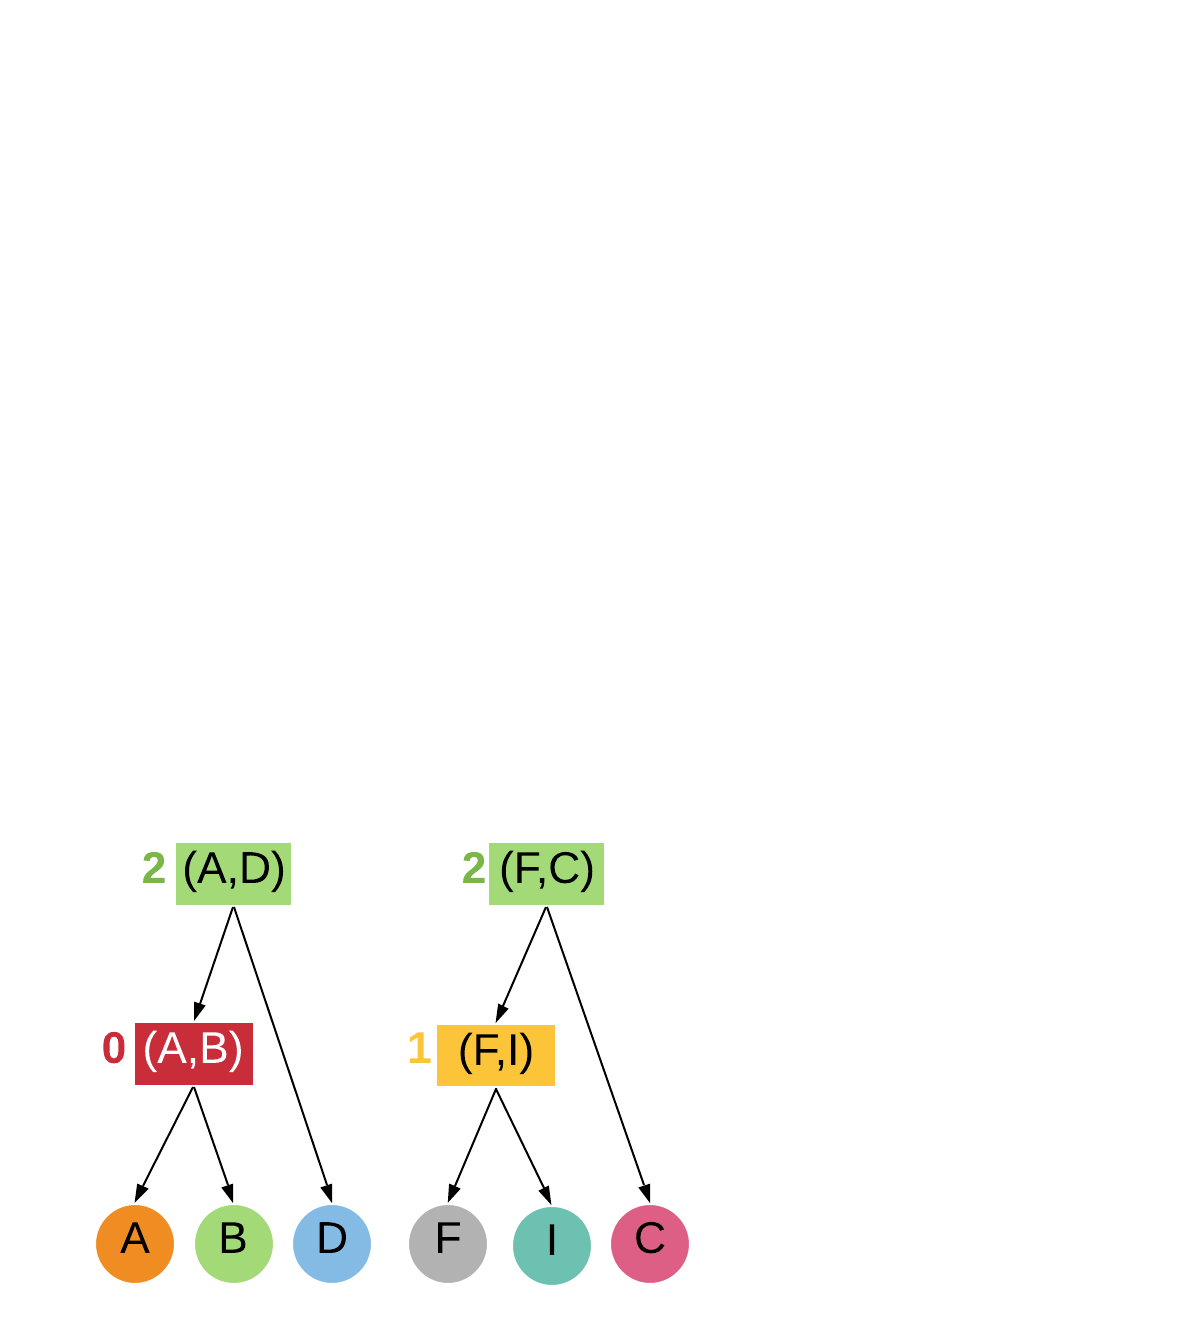 2 (A,D) 2 (F,C)
0 (A,B) 1 (F,I)
A B D F I C